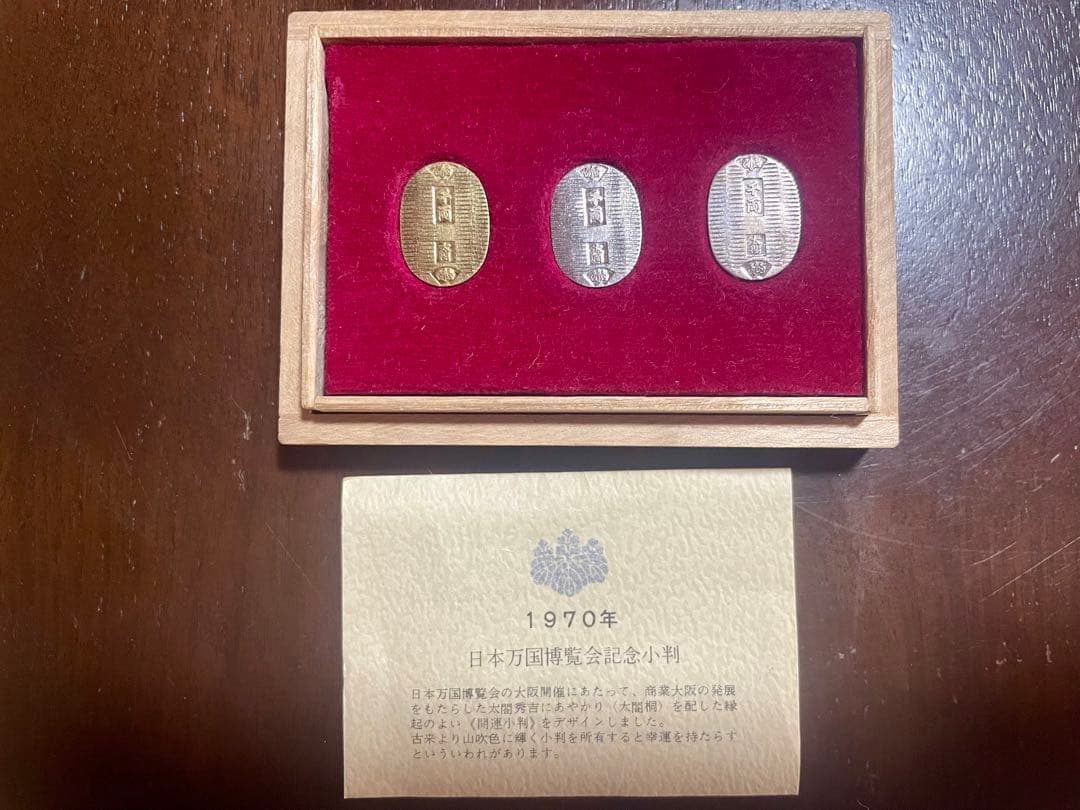 1970年
日本万国博覧会記念小判
日本万国博覧会の大阪開催にあたって、商業大阪の発展
をもたらした太閤秀吉にあやかり〈太閤桐〉を配した縁
起のよい《開運小判》をデザインしました。
古来より山吹色に輝く小判を所有すると幸運を持たらす
といういわれがあります。